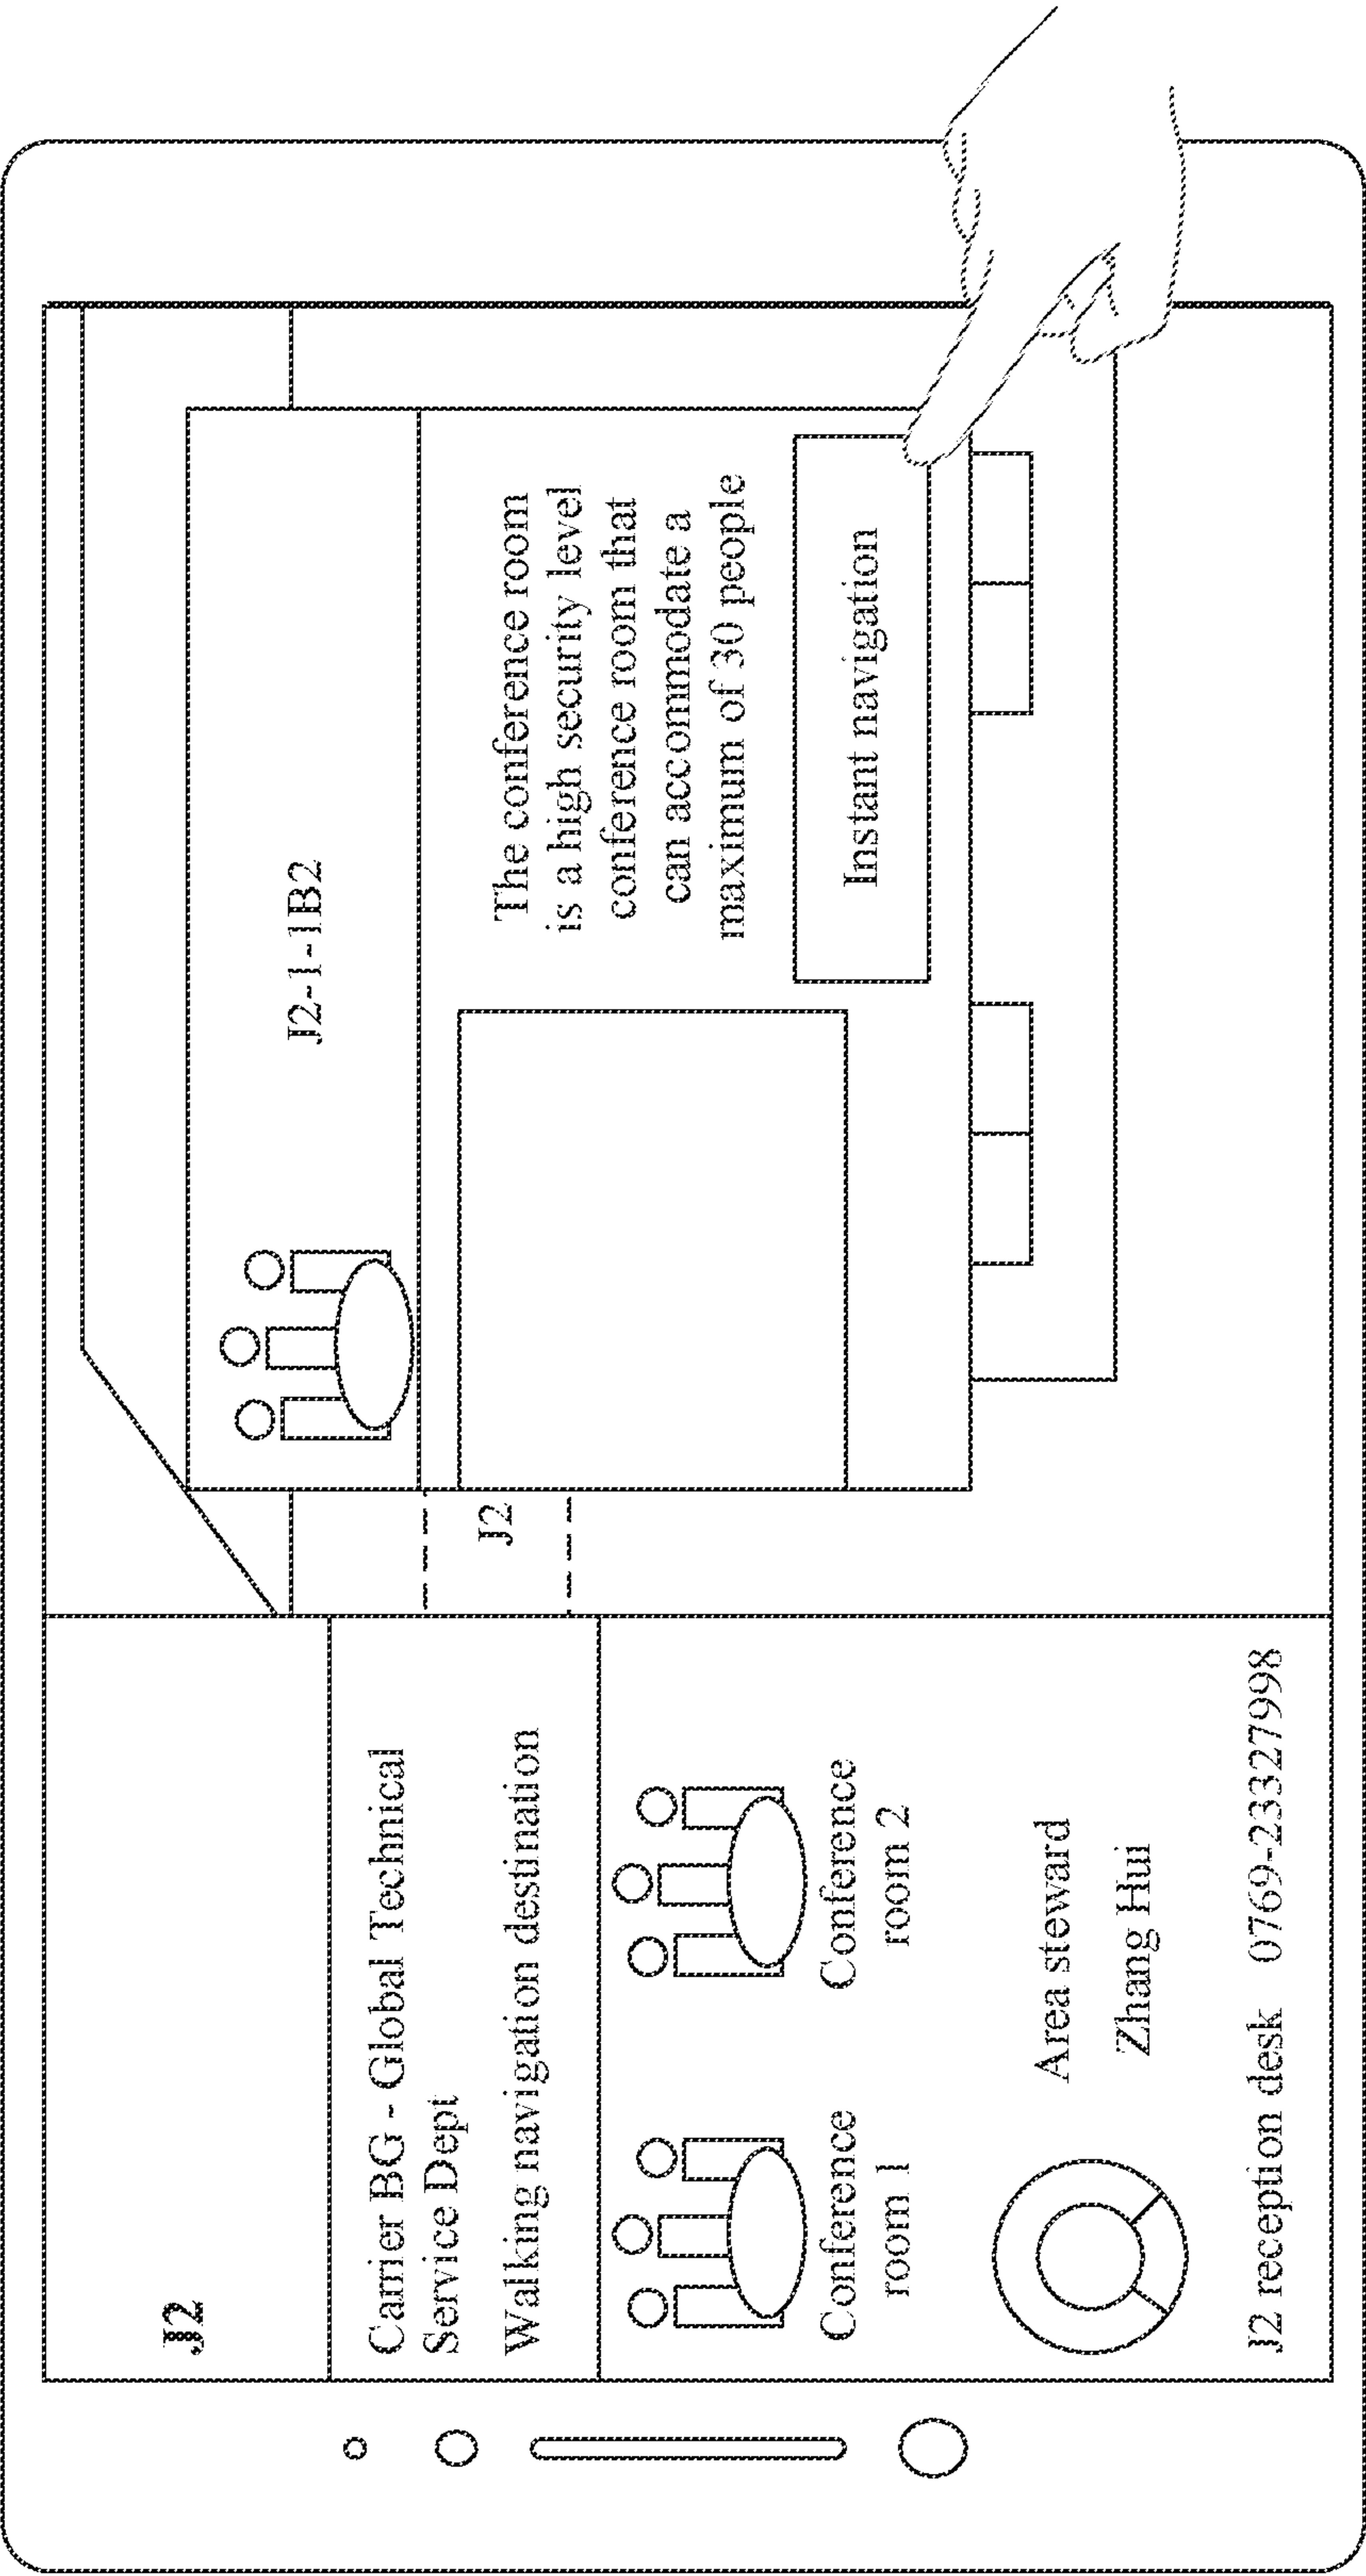 J2
Carrier BG - Global Technical
Service Dept
Walking navigation destination
Conference
room 1
Conference
room 2
Area steward
Zhang Hui
J2 reception desk 0769-23327998
J2
J2-1-1B2
The conference room
is a high security level
conference room that
can accommodate a
maximum of 30 people
Instant navigation